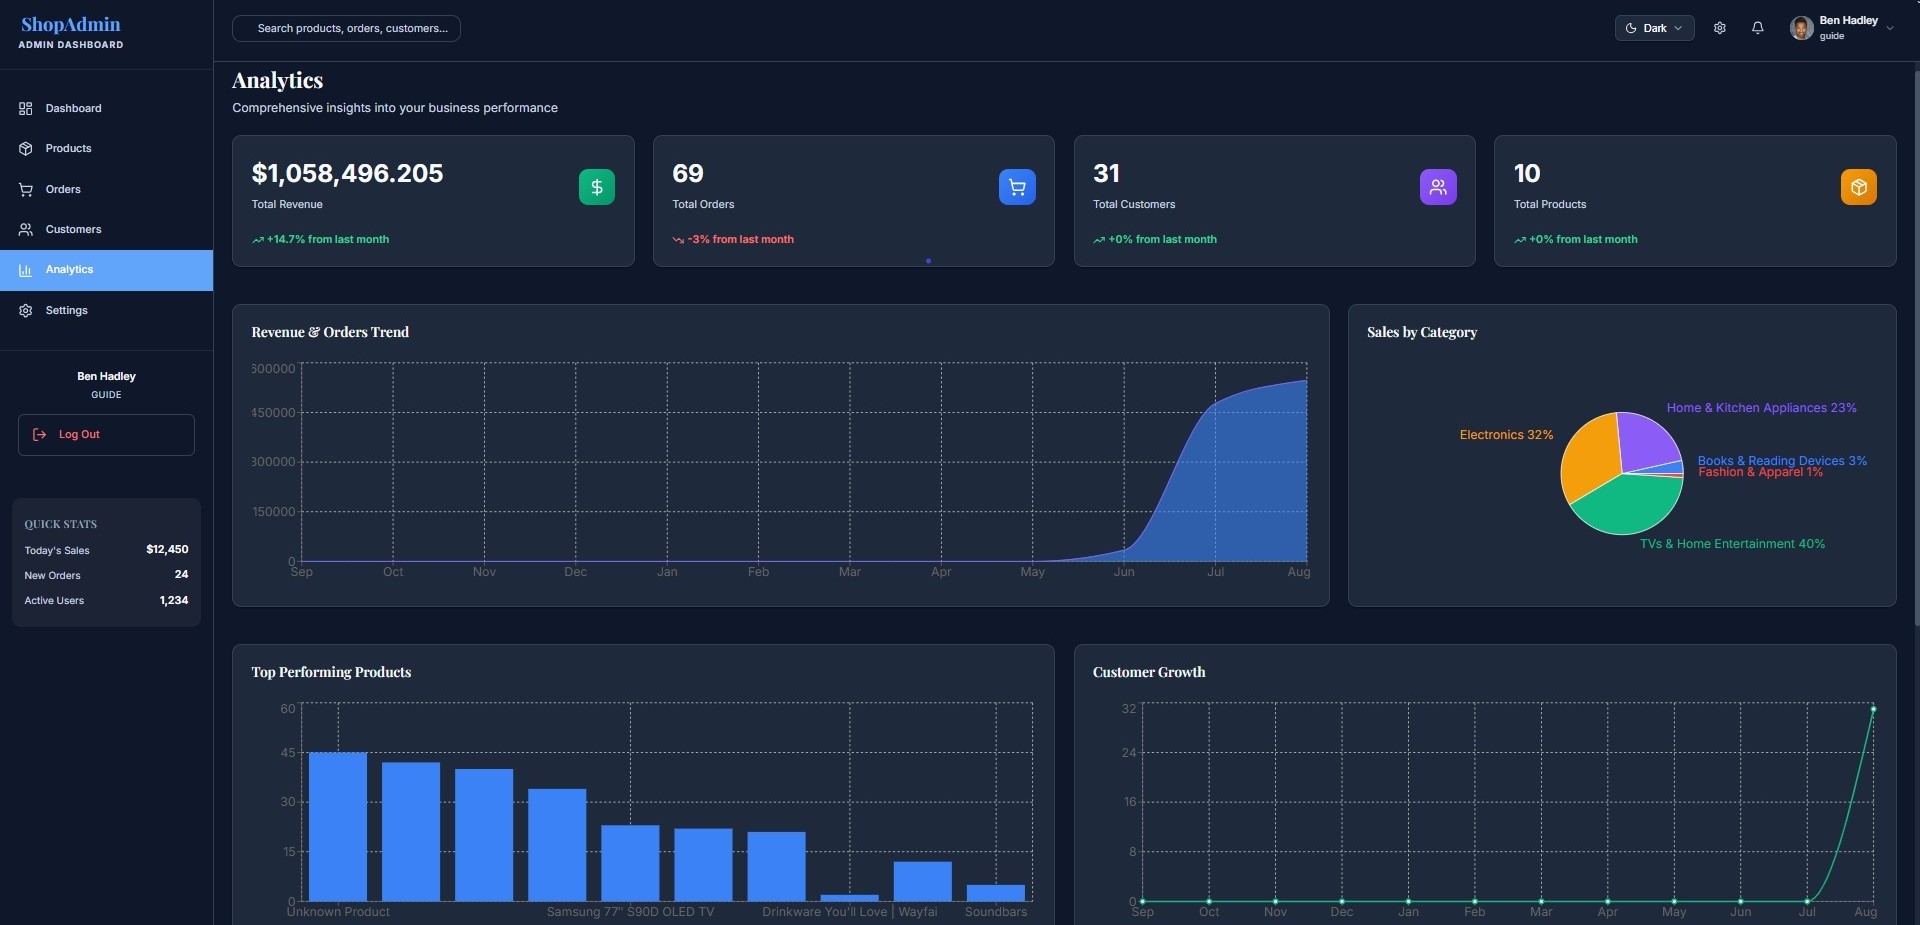 ShopAdmin
ADMIN DASHBOARD
Search products, orders, customers...
Dark
Ben Hadley
guide
Dashboard
Products
Orders
Customers
Analytics
Settings
Ben Hadley
GUIDE
Log Out
QUICK STATS
Today's Sales $12,450
New Orders 24
Active Users 1,234
Analytics
Comprehensive insights into your business performance
$1,058,496.205
Total Revenue
+14.7% from last month
69
Total Orders
-3% from last month
31
Total Customers
+0% from last month
10
Total Products
+0% from last month
Revenue & Orders Trend
600000
450000
300000
150000
0
Sep Oct Nov Dec Jan Feb Mar Apr May Jun Jul Aug
Sales by Category
Home & Kitchen Appliances 23%
Electronics 32%
Books & Reading Devices 3%
Fashion & Apparel 1%
TVs & Home Entertainment 40%
Top Performing Products
60
45
30
15
0
Unknown Product Samsung 77" S90D OLED TV Drinkware You'll Love | Wayfai Soundbars
Customer Growth
32
24
16
8
0
Sep Oct Nov Dec Jan Feb Mar Apr May Jun Jul Aug